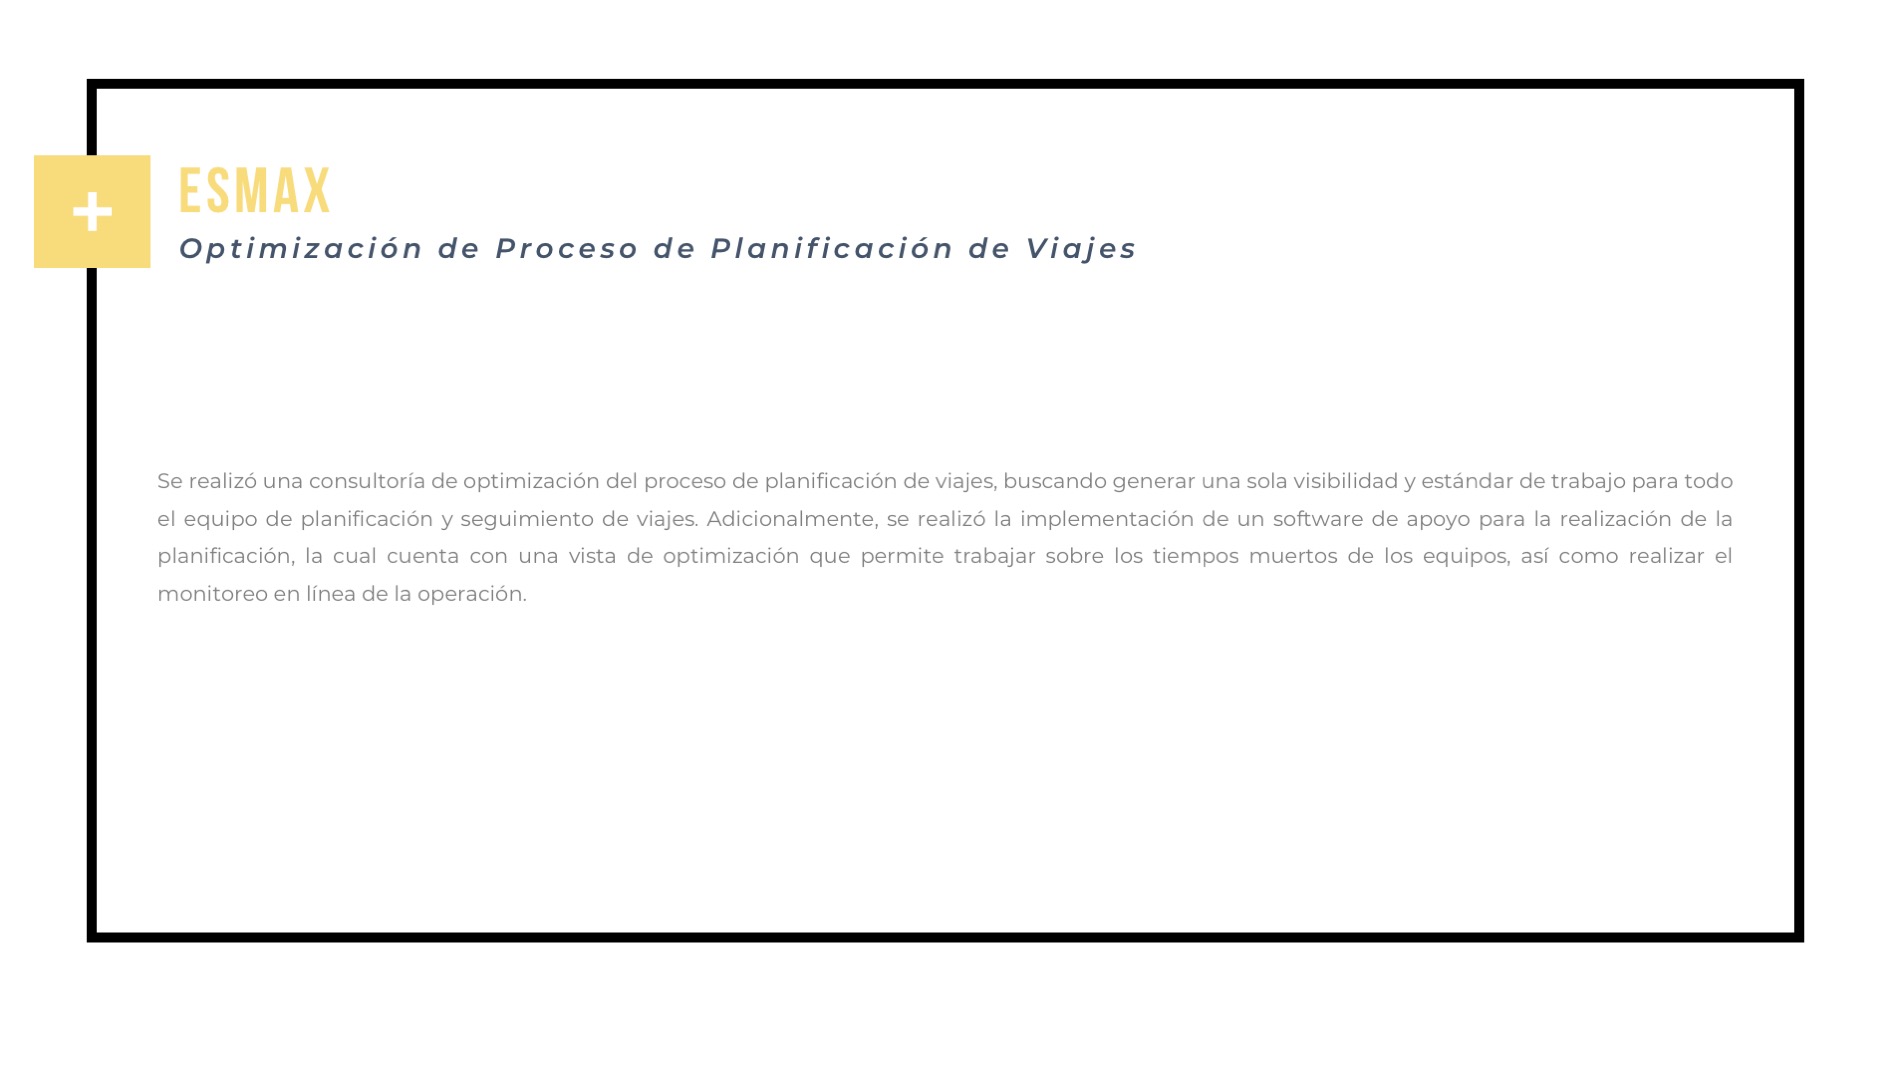 +
ESMAX
Optimización de Proceso de Planificación de Viajes
Se realizó una consultoría de optimización del proceso de planificación de viajes, buscando generar una sola visibilidad y estándar de trabajo para todo
el equipo de planificación y seguimiento de viajes. Adicionalmente, se realizó la implementación de un software de apoyo para la realización de la
planificación, la cual cuenta con una vista de optimización que permite trabajar sobre los tiempos muertos de los equipos, así como realizar el
monitoreo en línea de la operación.